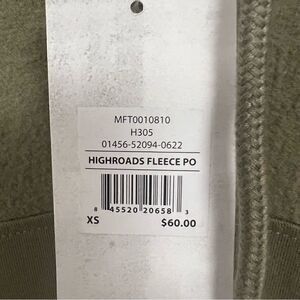 MFT0010810
H305
01456-52094-0622
HIGHROADS FLEECE PO
8 45520 20658 3
XS $60.00